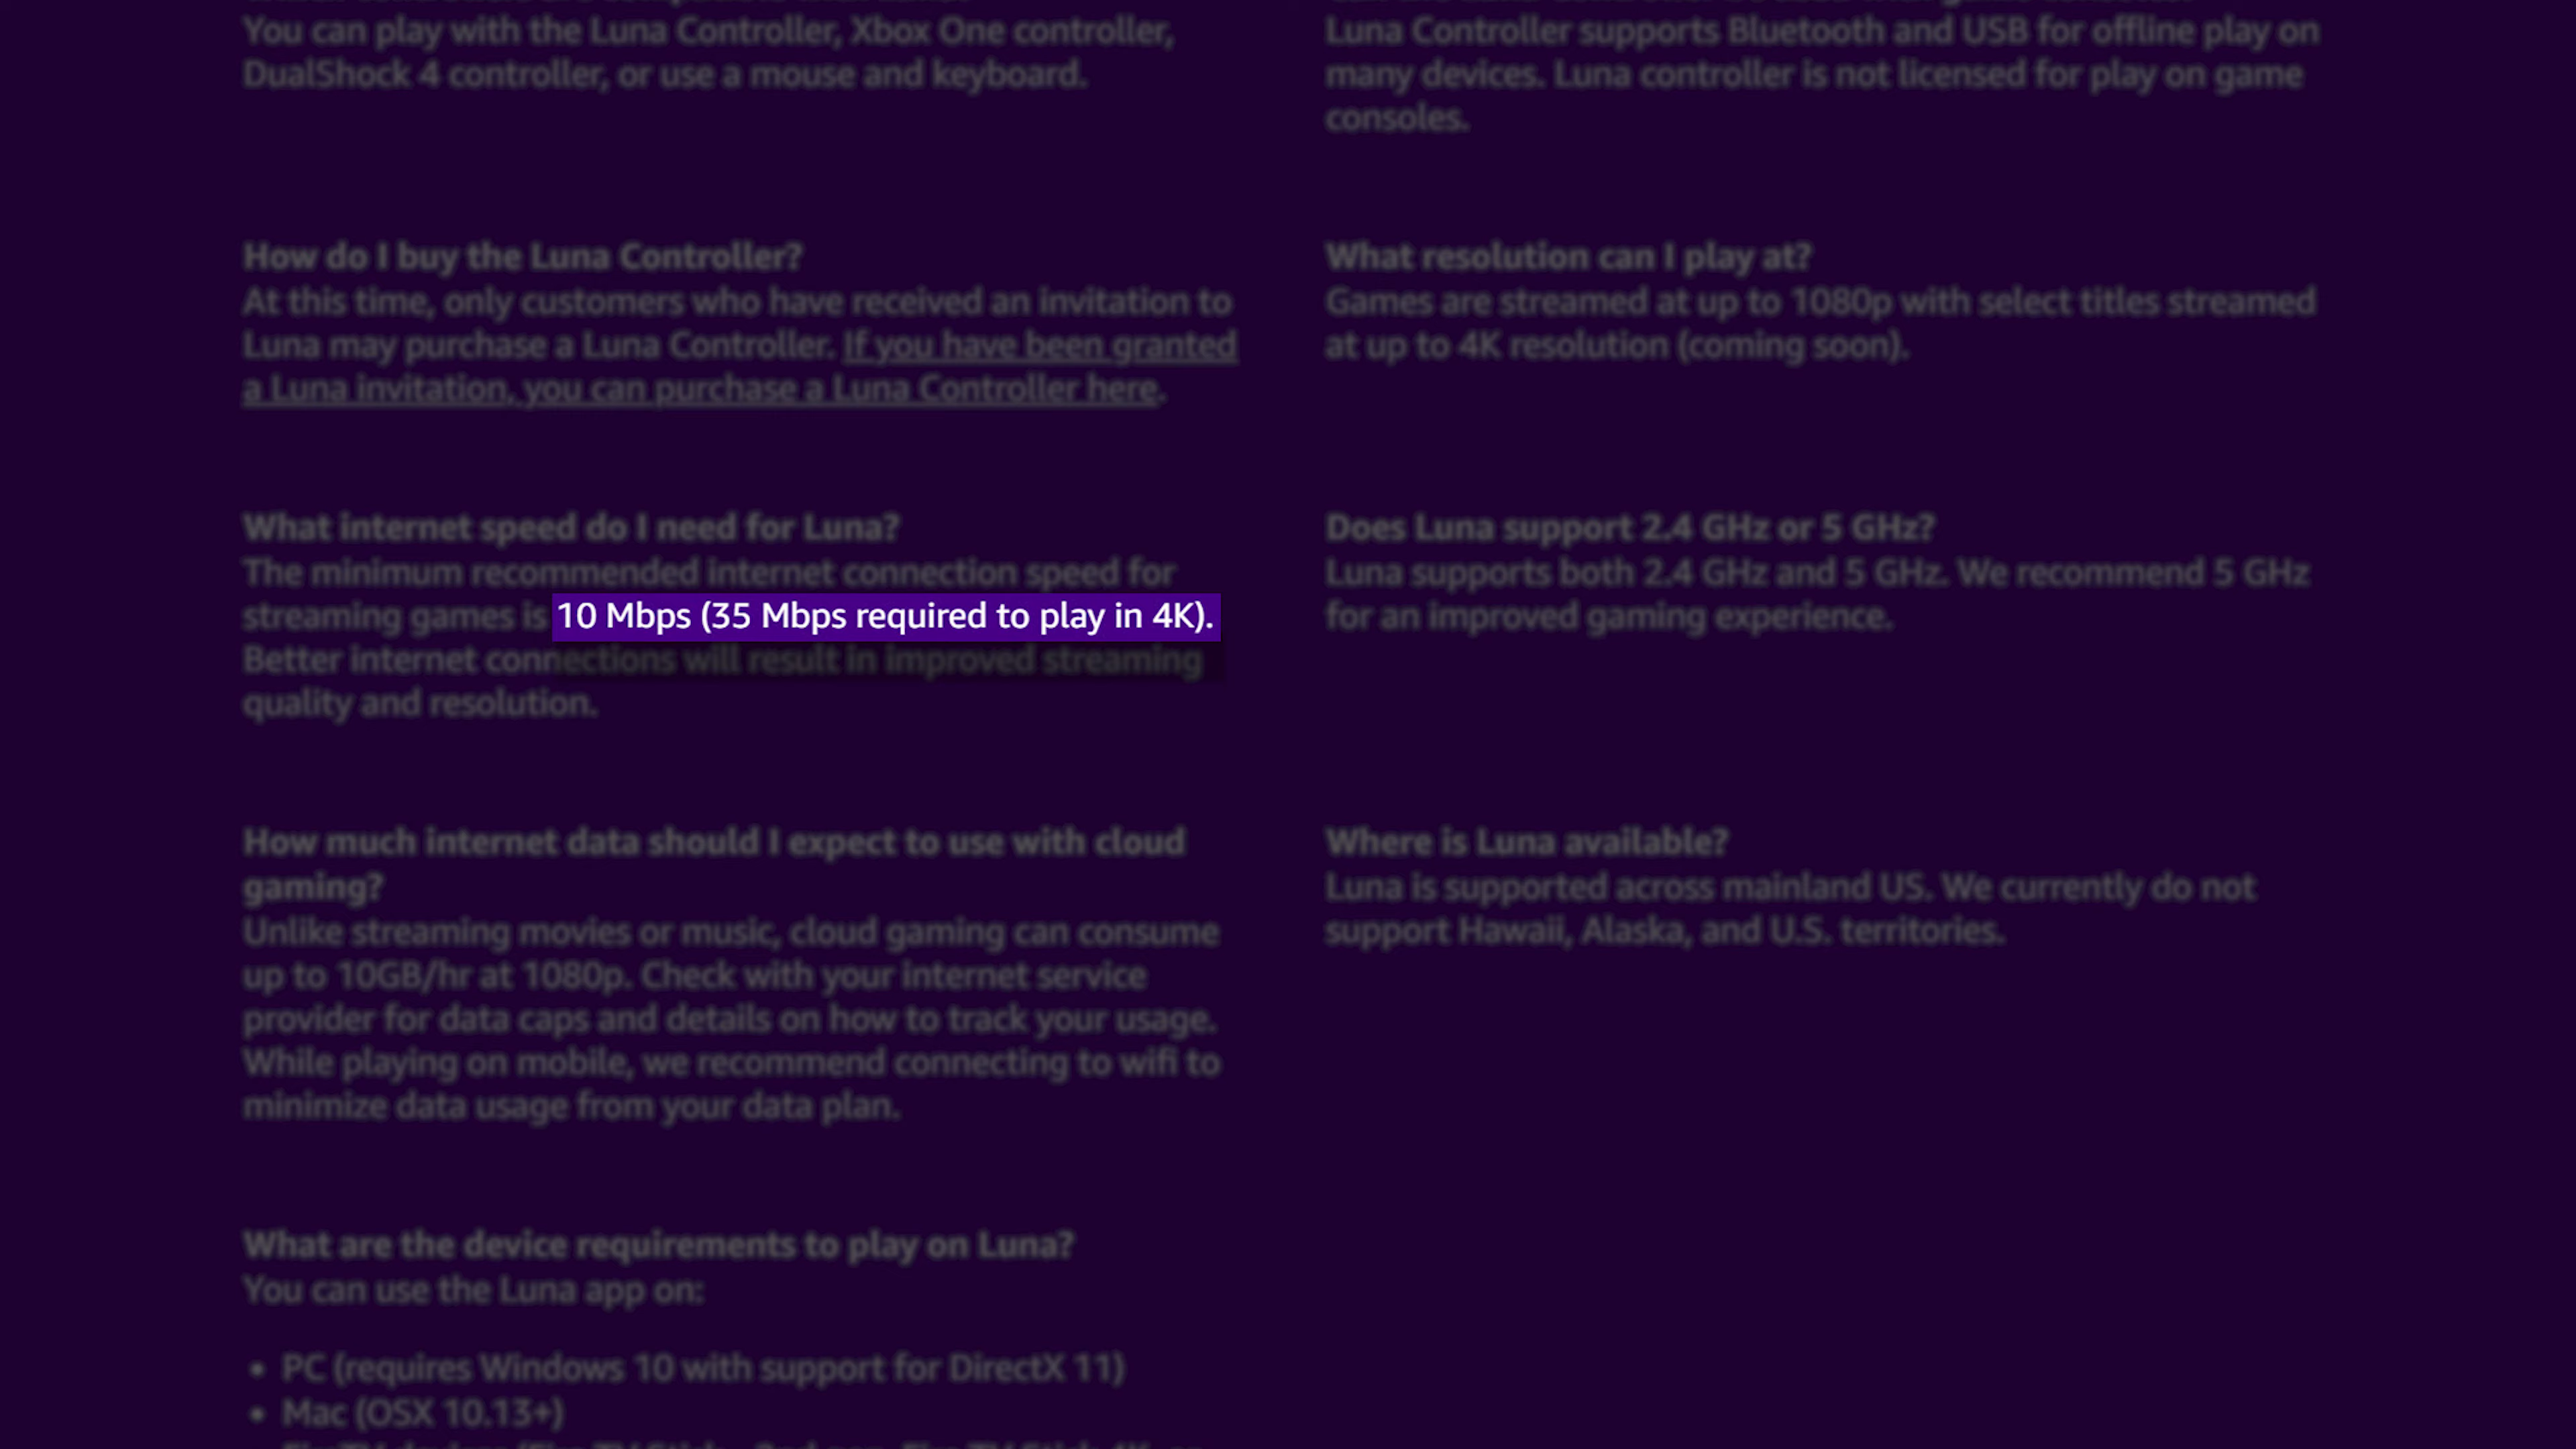 You can play with the Luna Controller, Xbox One controller,
DualShock 4 controller, or use a mouse and keyboard.
Luna Controller supports Bluetooth and USB for offline play on
many devices. Luna controller is not licensed for play on game
consoles.
How do I buy the Luna Controller?
At this time, only customers who have received an invitation to
Luna may purchase a Luna Controller. If you have been granted
a Luna invitation, you can purchase a Luna Controller here.
What resolution can I play at?
Games are streamed at up to 1080p with select titles streamed
at up to 4K resolution (coming soon).
What internet speed do I need for Luna?
The minimum recommended internet connection speed for
streaming games is 10 Mbps (35 Mbps required to play in 4K).
Better internet connections will result in improved streaming
quality and resolution.
Does Luna support 2.4 GHz or 5 GHz?
Luna supports both 2.4 GHz and 5 GHz. We recommend 5 GHz
for an improved gaming experience.
How much internet data should I expect to use with cloud
gaming?
Unlike streaming movies or music, cloud gaming can consume
up to 10GB/hr at 1080p. Check with your internet service
provider for data caps and details on how to track your usage.
While playing on mobile, we recommend connecting to wifi to
minimize data usage from your data plan.
Where is Luna available?
Luna is supported across mainland US. We currently do not
support Hawaii, Alaska, and U.S. territories.
What are the device requirements to play on Luna?
You can use the Luna app on:
• PC (requires Windows 10 with support for DirectX 11)
• Mac (OSX 10.13+)